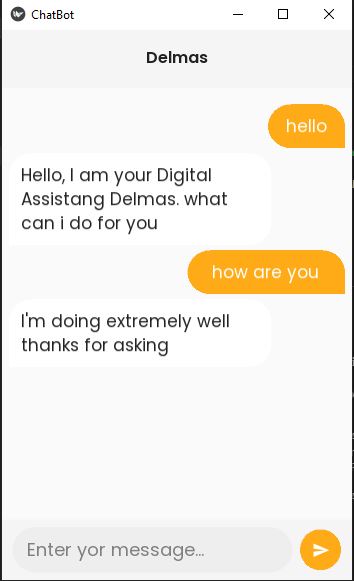 ChatBot
Delmas
hello
Hello, I am your Digital
Assistang Delmas. what
can i do for you
how are you
I'm doing extremely well
thanks for asking
Enter yor message...